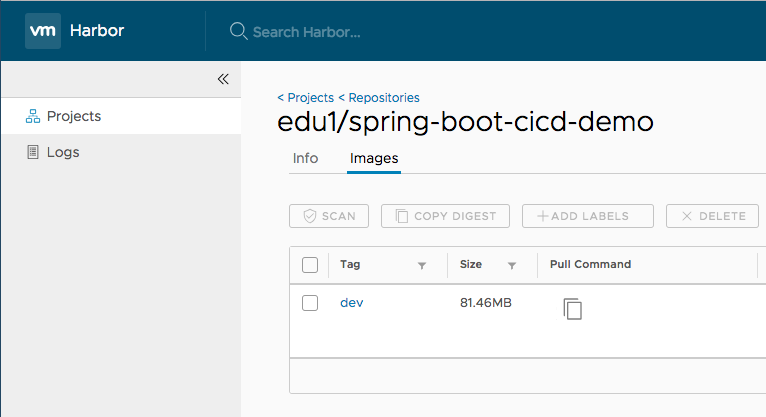 vm Harbor Search Harbor...
< Projects < Repositories
Projects
edu1/spring-boot-cicd-demo
Logs
Info Images
SCAN COPY DIGEST ADD LABELS DELETE
Tag Size Pull Command
dev 81.46MB